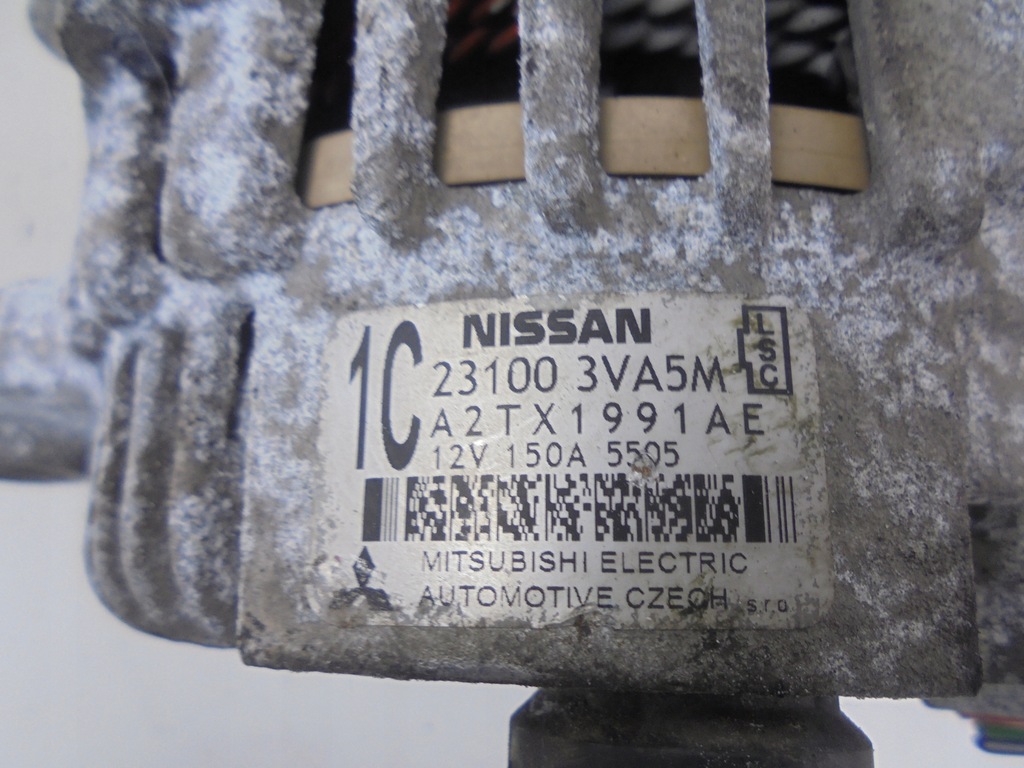 1C
NISSAN
LSC
23100 3VA5M
A2TX1991AE
12V 150A 5505
MITSUBISHI ELECTRIC
AUTOMOTIVE CZECH s.r.o.